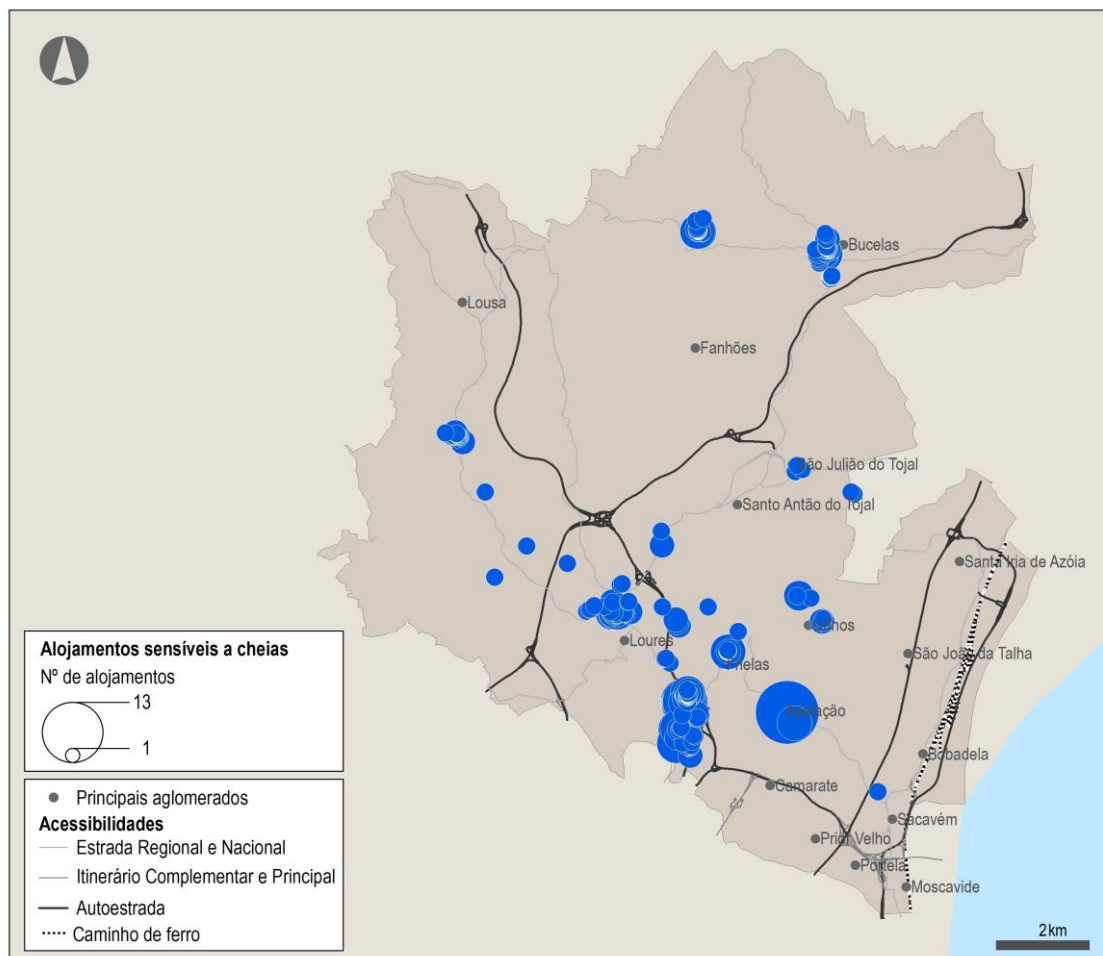 Bucelas
Lousa
Fanhões
São Julião do Tojal
Santo Antão do Tojal
Santa Iria de Azóia
Unhos
Loures
São João da Talha
Frielas
Apelação
Bobadela
Camarate
Sacavém
Prior Velho
Portela
Moscavide
Alojamentos sensíveis a cheias
Nº de alojamentos
13
1
Principais aglomerados
Acessibilidades
Estrada Regional e Nacional
Itinerário Complementar e Principal
Autoestrada
Caminho de ferro
2 km